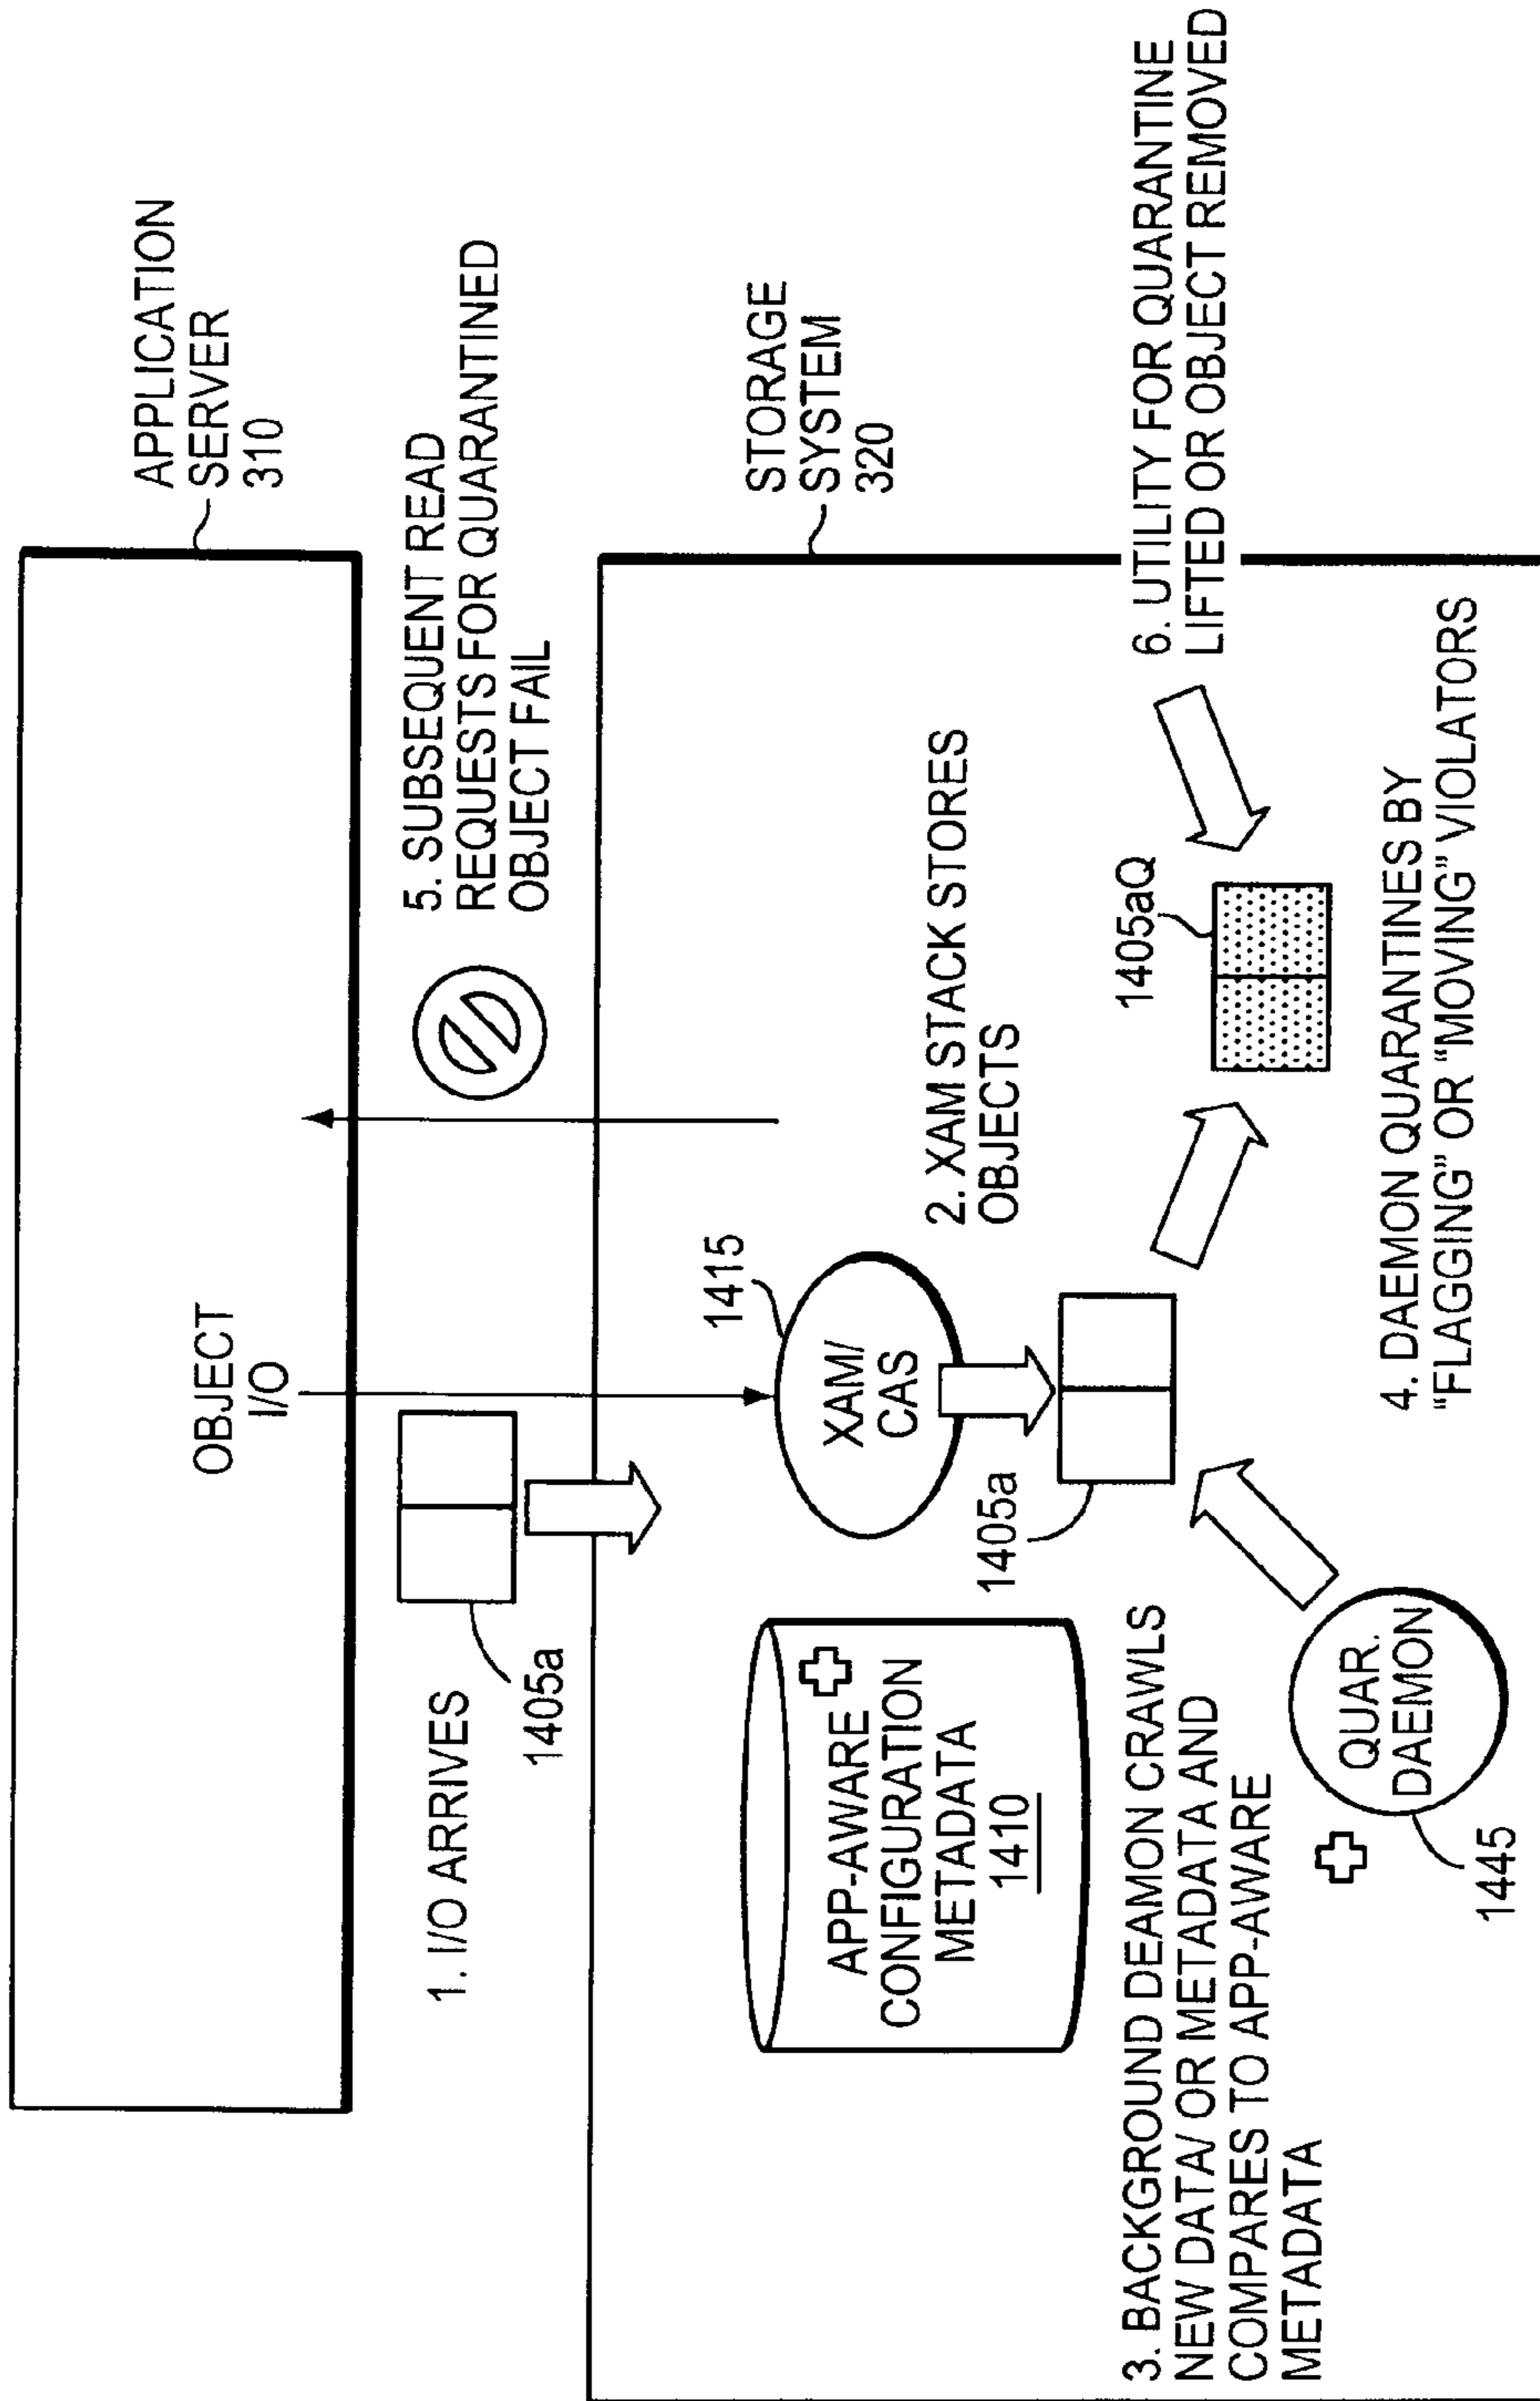 APPLICATION
SERVER
310
OBJECT
I/O
1. I/O ARRIVES
1405a
5. SUBSEQUENT READ
REQUESTS FOR QUARANTINED
OBJECT FAIL
STORAGE
SYSTEM
320
APP-AWARE
CONFIGURATION
METADATA
1410
XAM/
CAS
1415
2. XAM STACK STORES
OBJECTS
1405a
3. BACKGROUND DEAMON CRAWLS
NEW DATA/ OR METADATA AND
COMPARES TO APP-AWARE
METADATA
QUAR.
DAEMON
1445
1405aQ
4. DAEMON QUARANTINES BY
"FLAGGING" OR "MOVING" VIOLATORS
6. UTILITY FOR QUARANTINE
LIFTED OR OBJECT REMOVED